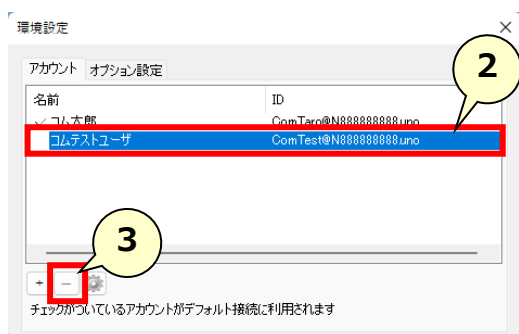 環境設定
アカウント オプション設定
2
名前 ID
コム太郎 ComTaro@N888888888.uno
コムテストユーザ ComTest@N888888888.uno
3
+ −
チェックがついているアカウントがデフォルト接続に利用されます